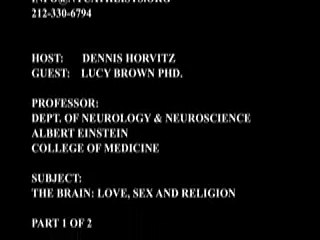 212-330-6794
HOST: DENNIS HORVITZ
GUEST: LUCY BROWN PHD.
PROFESSOR:
DEPT. OF NEUROLOGY & NEUROSCIENCE
ALBERT EINSTEIN
COLLEGE OF MEDICINE
SUBJECT:
THE BRAIN: LOVE, SEX AND RELIGION
PART 1 OF 2